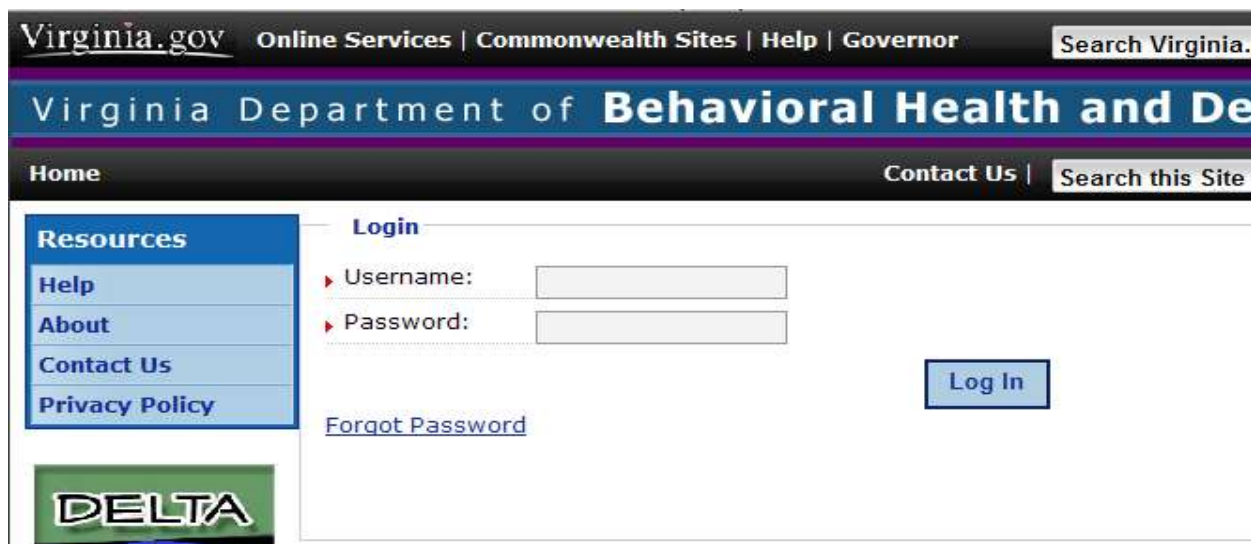 Virginia.gov Online Services | Commonwealth Sites | Help | Governor Search Virginia.
Virginia Department of Behavioral Health and De
Home Contact Us | Search this Site
Resources
Help
About
Contact Us
Privacy Policy
Login
Username:
Password:
Log In
Forgot Password
DELTA